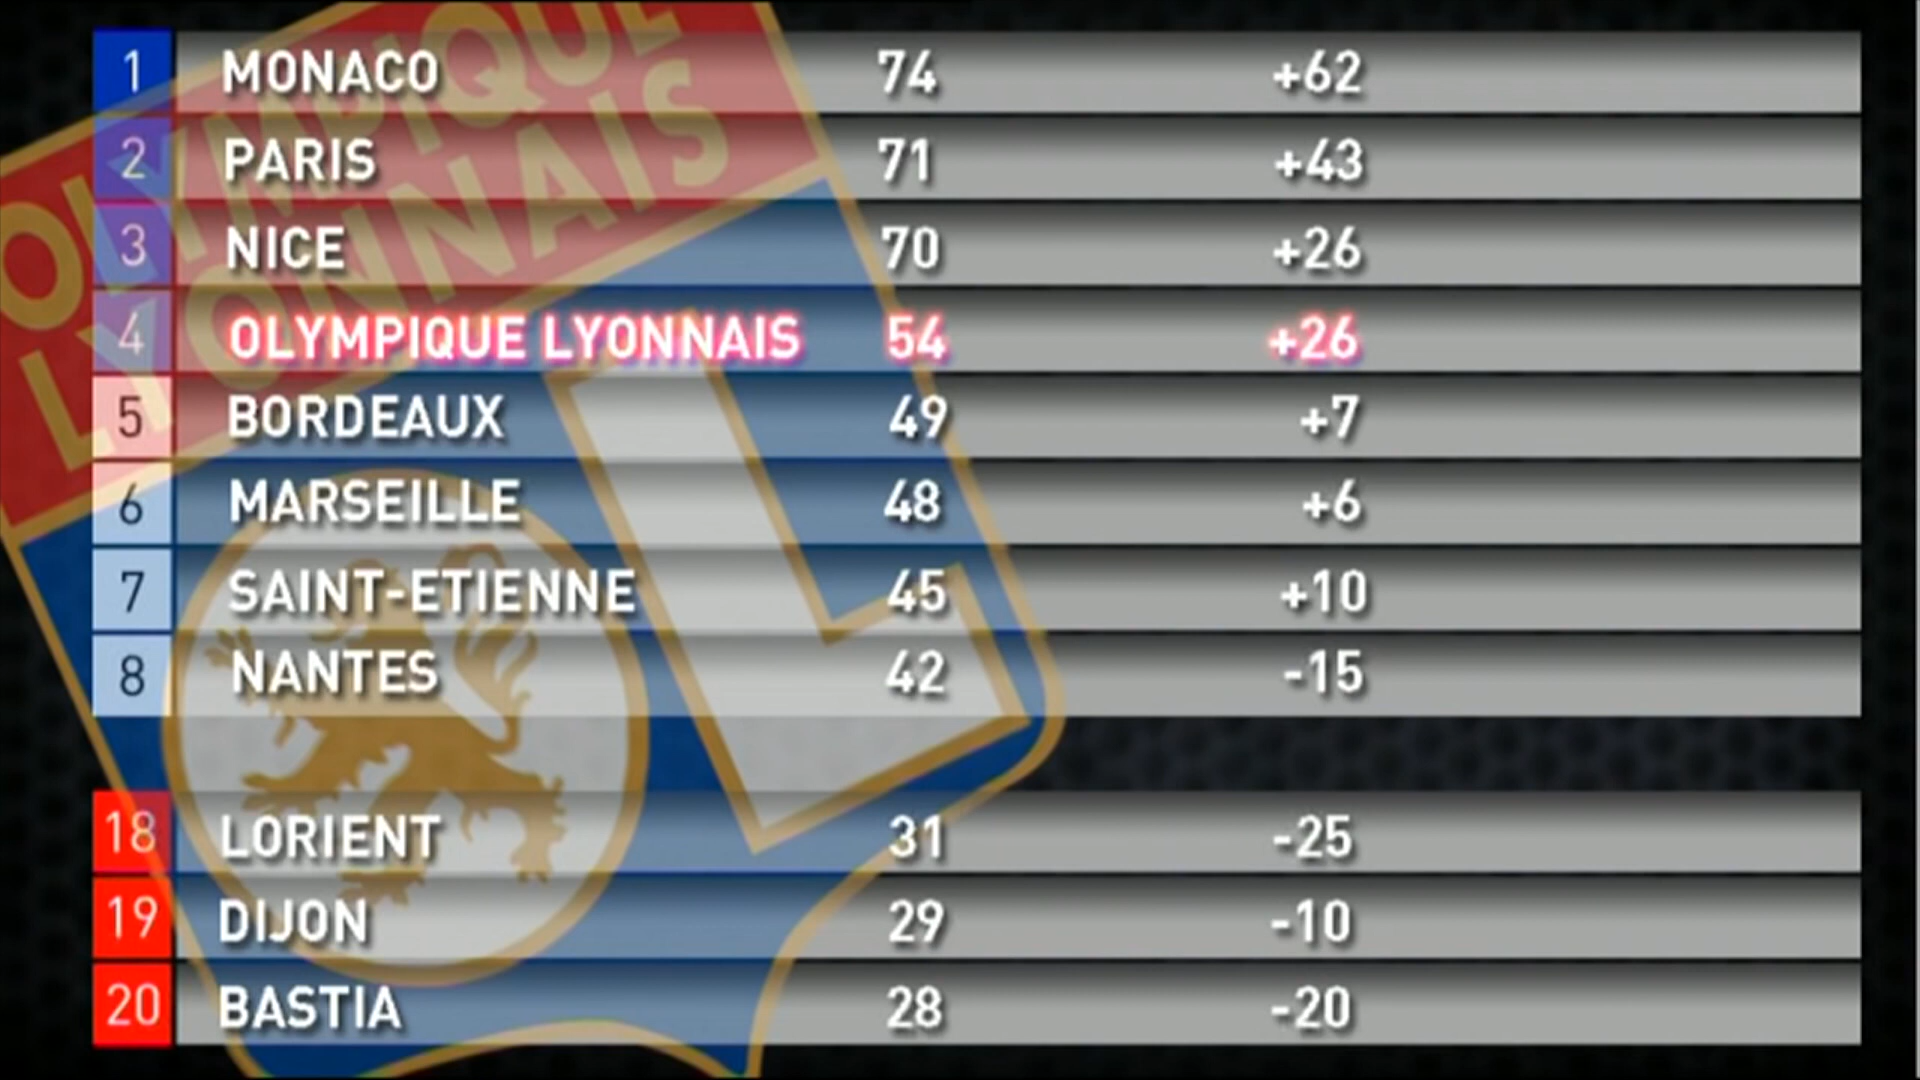 OLYMPIQUE
LYONNAIS
OL
1 MONACO 74 +62
2 PARIS 71 +43
3 NICE 70 +26
4 OLYMPIQUE LYONNAIS 54 +26
5 BORDEAUX 49 +7
6 MARSEILLE 48 +6
7 SAINT-ETIENNE 45 +10
8 NANTES 42 -15
18 LORIENT 31 -25
19 DIJON 29 -10
20 BASTIA 28 -20